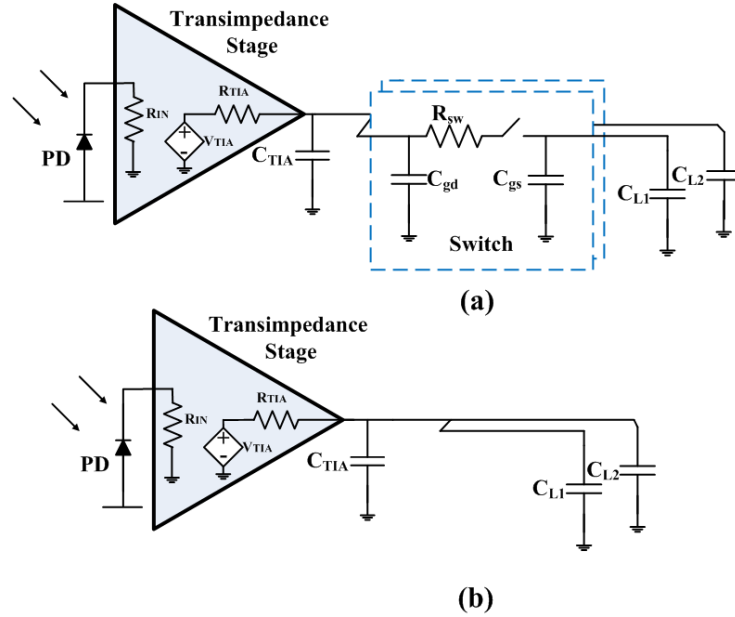 Transimpedance
Stage
RTIA
RIN
VTIA
PD
CTIA
Rsw
Cgd
Cgs
Switch
CL1
CL2
(a)
Transimpedance
Stage
RTIA
RIN
VTIA
PD
CTIA
CL1
CL2
(b)